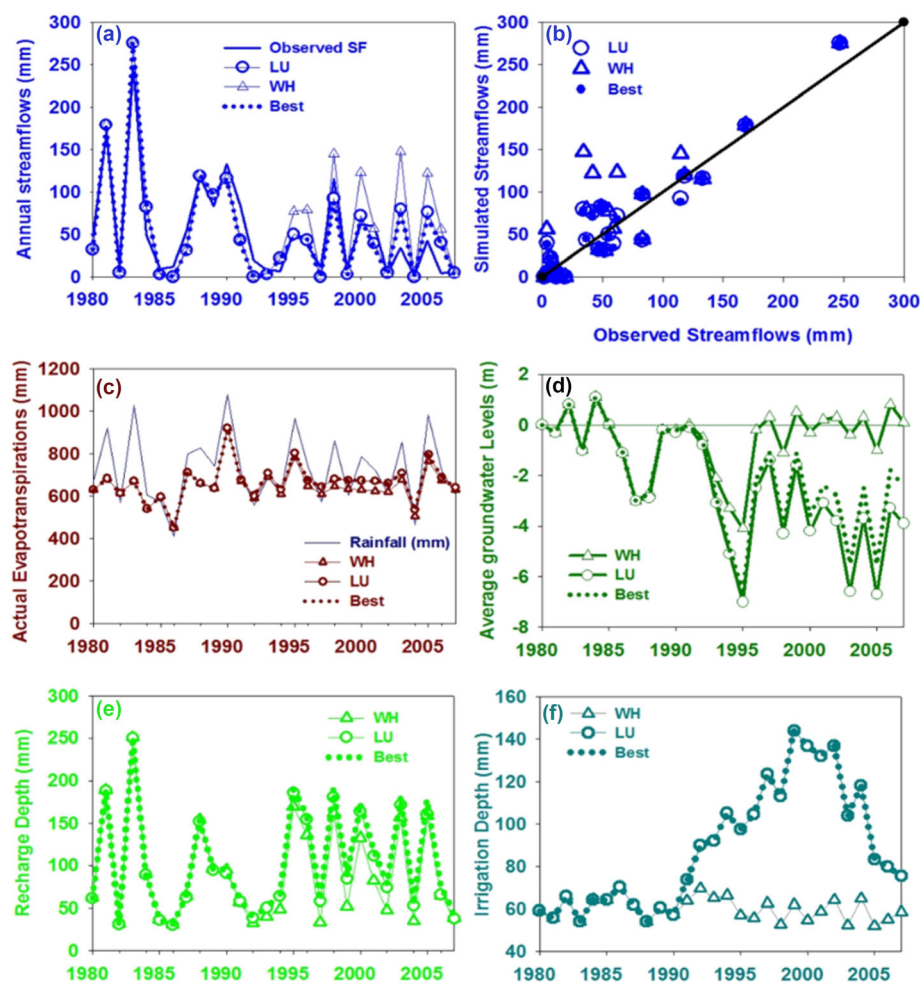 (a)
Annual streamflows (mm)
300
250
200
150
100
50
0
Observed SF
LU
WH
Best
1980 1985 1990 1995 2000 2005
(b)
Simulated Streamflows (mm)
300
250
200
150
100
50
0
LU
WH
Best
0 50 100 150 200 250 300
Observed Streamflows (mm)
(c)
Actual Evapotranspirations (mm)
1200
1000
800
600
400
200
0
Rainfall (mm)
WH
LU
Best
1980 1985 1990 1995 2000 2005
(d)
Average groundwater Levels (m)
2
0
-2
-4
-6
-8
WH
LU
Best
1980 1985 1990 1995 2000 2005
(e)
Recharge Depth (mm)
300
250
200
150
100
50
0
WH
LU
Best
1980 1985 1990 1995 2000 2005
(f)
Irrigation Depth (mm)
160
140
120
100
80
60
40
WH
LU
Best
1980 1985 1990 1995 2000 2005